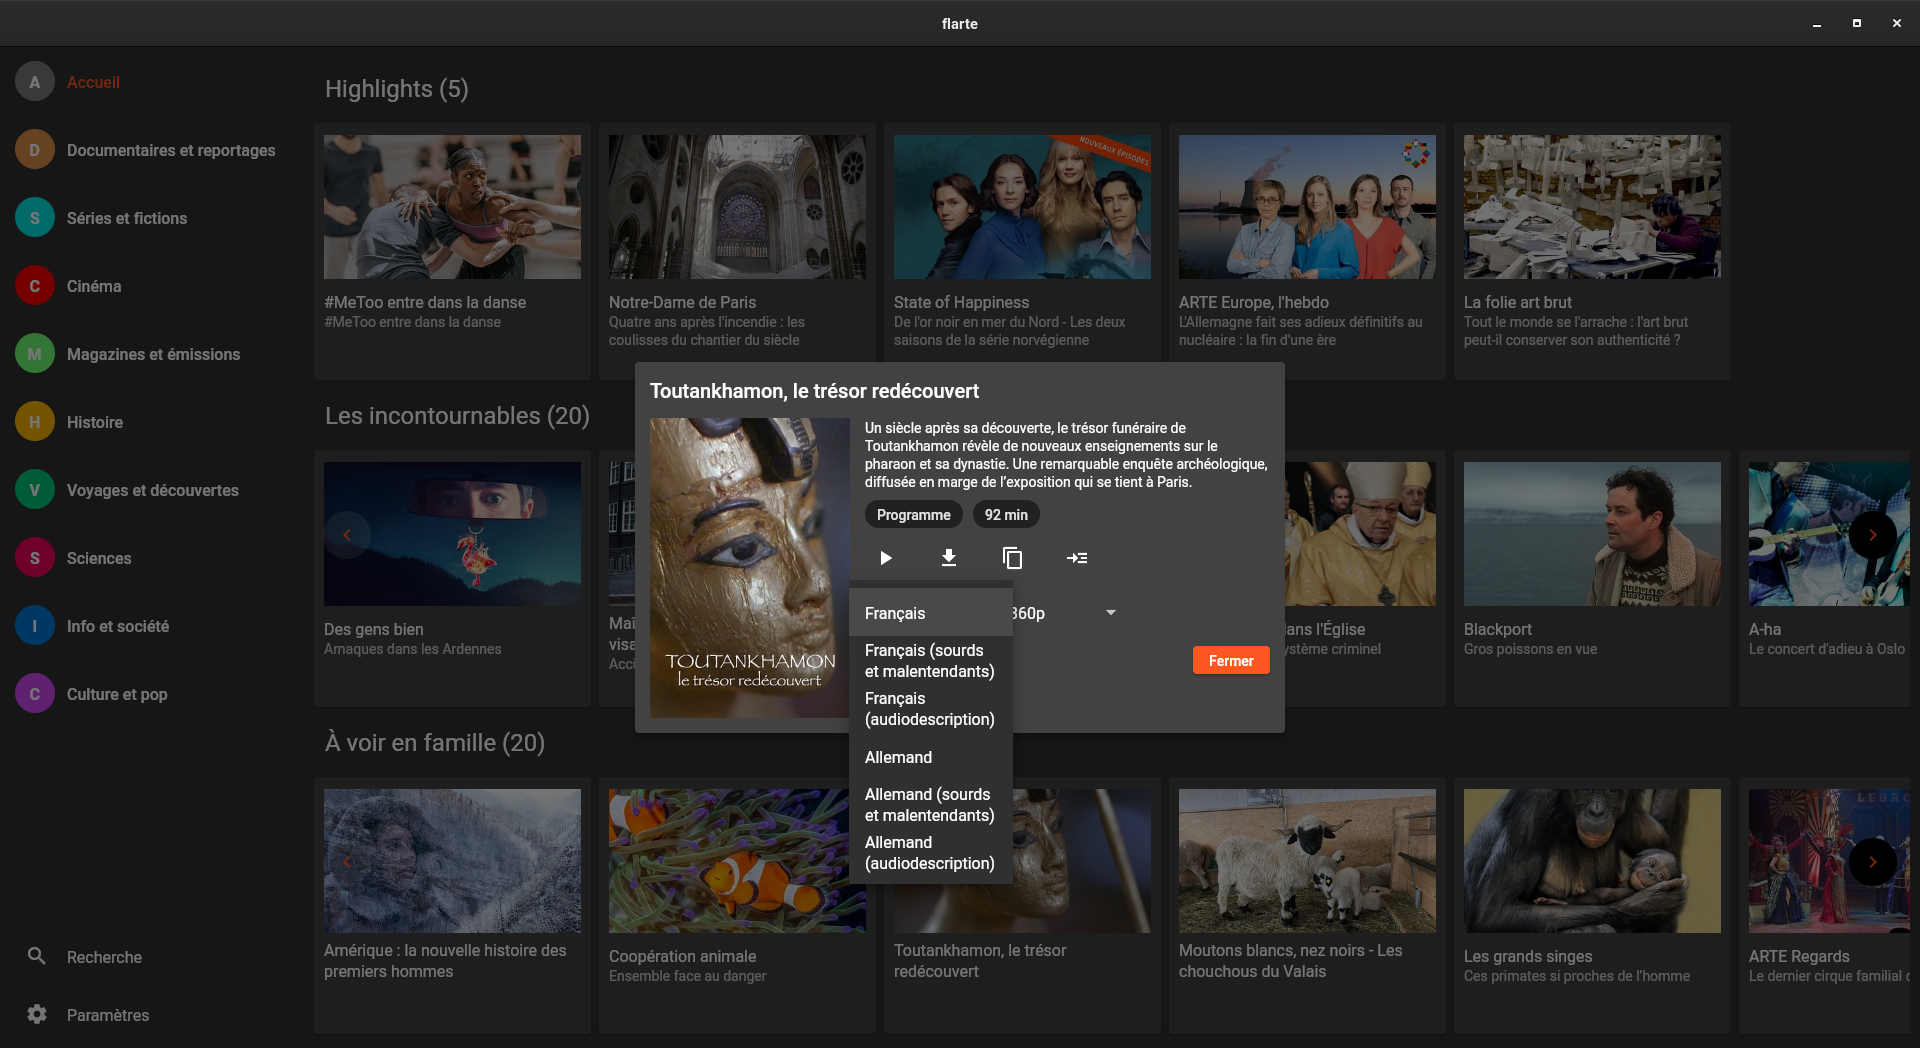 flarte
A Accueil
D Documentaires et reportages
S Séries et fictions
C Cinéma
M Magazines et émissions
H Histoire
V Voyages et découvertes
S Sciences
I Info et société
C Culture et pop
Recherche
Paramètres
Highlights (5)
NOUVEAUX ÉPISODES
#MeToo entre dans la danse
#MeToo entre dans la danse
Notre-Dame de Paris
Quatre ans après l'incendie : les
coulisses du chantier du siècle
State of Happiness
De l'or noir en mer du Nord - Les deux
saisons de la série norvégienne
ARTE Europe, l'hebdo
L'Allemagne fait ses adieux définitifs au
nucléaire : la fin d'une ère
La folie art brut
Tout le monde se l'arrache : l'art brut
peut-il conserver son authenticité ?
Les incontournables (20)
Des gens bien
Arnaques dans les Ardennes
Maî
visa
Acci
ans l'Église
ystème criminel
Blackport
Gros poissons en vue
A-ha
Le concert d'adieu à Oslo
Toutankhamon, le trésor redécouvert
TOUTANKHAMON
le trésor redécouvert
Un siècle après sa découverte, le trésor funéraire de
Toutankhamon révèle de nouveaux enseignements sur le
pharaon et sa dynastie. Une remarquable enquête archéologique,
diffusée en marge de l'exposition qui se tient à Paris.
Programme 92 min
Français
360p
Français (sourds
et malentendants)
Français
(audiodescription)
Allemand
Allemand (sourds
et malentendants)
Allemand
(audiodescription)
Fermer
À voir en famille (20)
LEGAC
Amérique : la nouvelle histoire des
premiers hommes
Coopération animale
Ensemble face au danger
Toutankhamon, le trésor
redécouvert
Moutons blancs, nez noirs - Les
chouchous du Valais
Les grands singes
Ces primates si proches de l'homme
ARTE Regards
Le dernier cirque familial